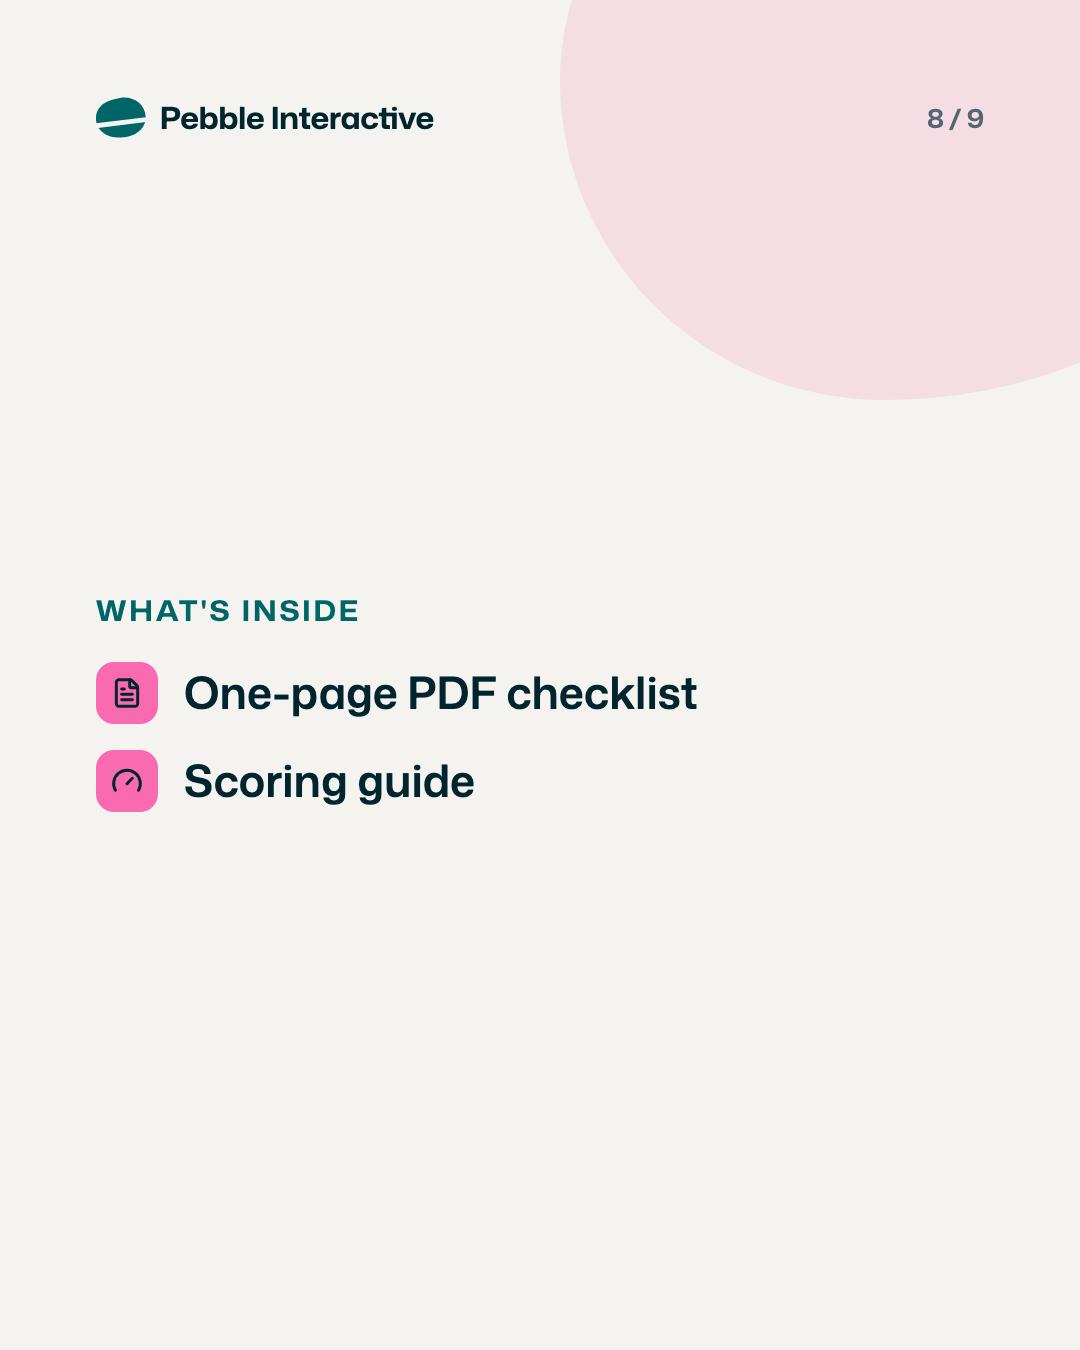 Pebble Interactive
8 / 9
WHAT'S INSIDE
One-page PDF checklist
Scoring guide